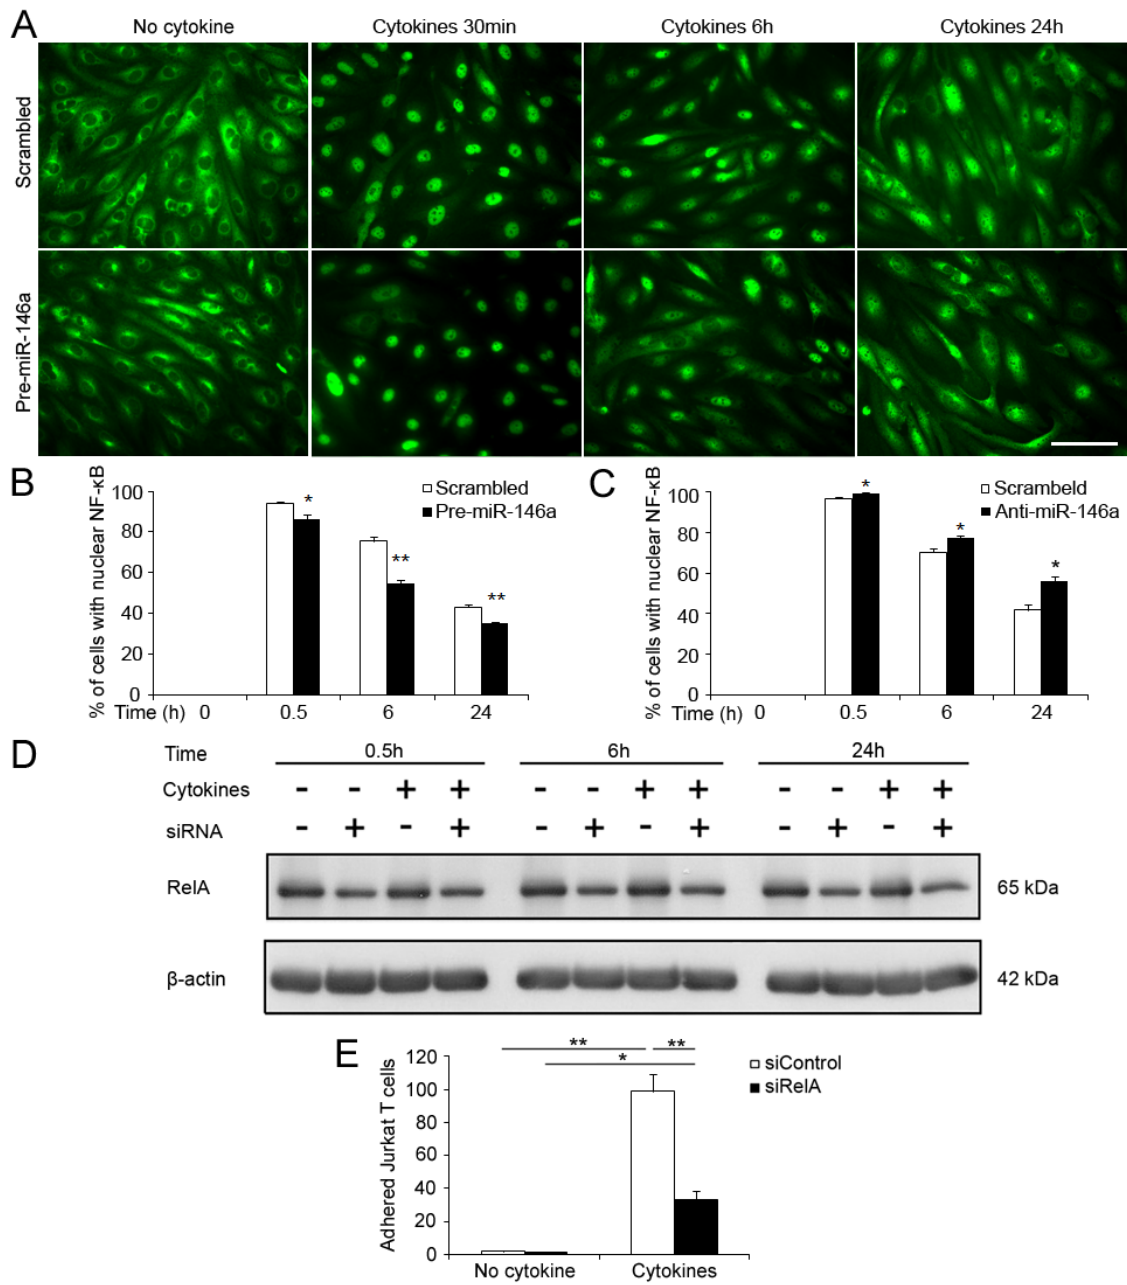 A
No cytokine Cytokines 30min Cytokines 6h Cytokines 24h
Scrambled
Pre-miR-146a
B
% of cells with nuclear NF-κB
100
80
60
40
20
0
Scrambled
Pre-miR-146a
* ** **
Time (h) 0 0.5 6 24
C
% of cells with nuclear NF-κB
100
80
60
40
20
0
Scrambeld
Anti-miR-146a
* * *
Time (h) 0 0.5 6 24
D
Time 0.5h 6h 24h
Cytokines - - + + - - + + - - + +
siRNA - + - + - + - + - + - +
RelA 65 kDa
β-actin 42 kDa
E
Adhered Jurkat T cells
120
100
80
60
40
20
0
** **
*
siControl
siRelA
No cytokine Cytokines